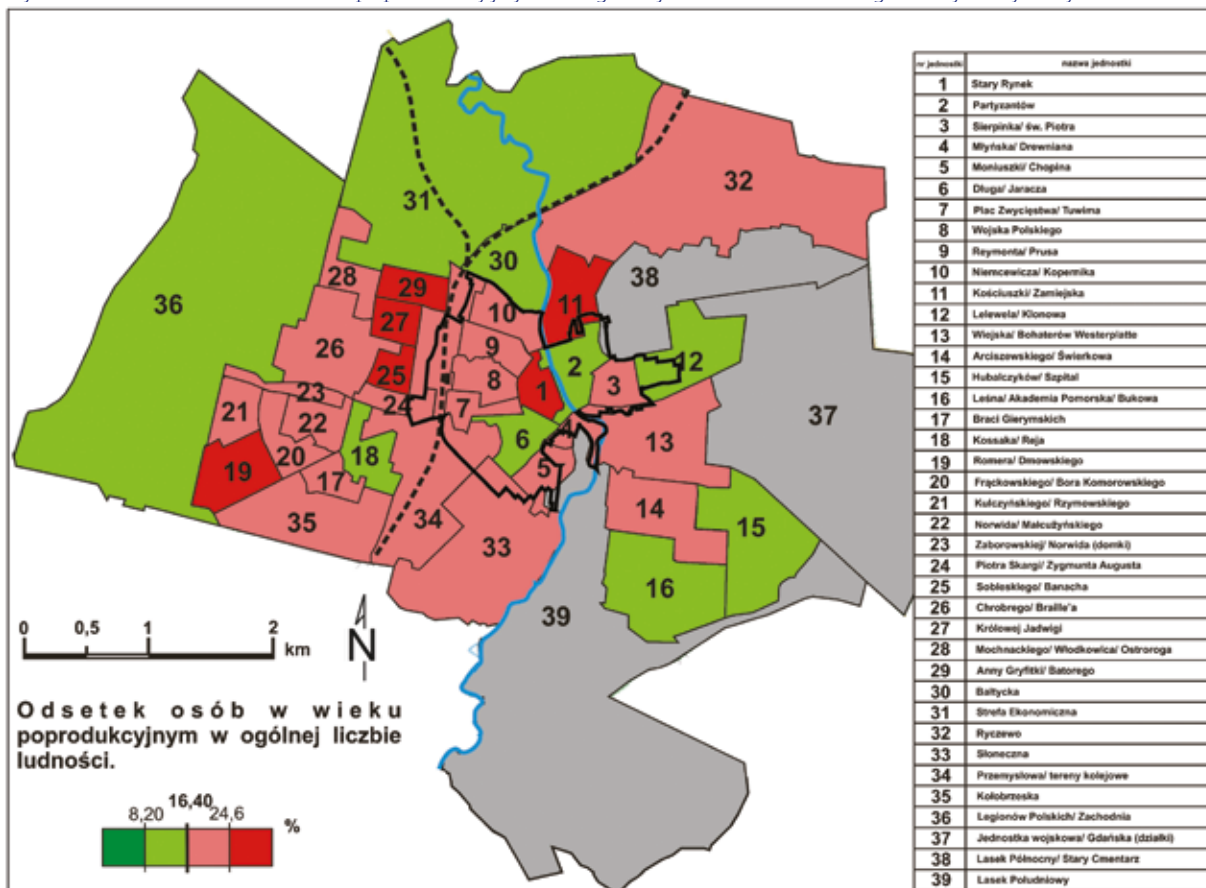 36
31
30
32
38
28
29
11
10
27
26
9
2
12
25
8
3
1
37
23
24
7
21
22
6
4
13
18
20
19
5
17
14
15
35
34
33
16
39
0 0,5 1 2
km
N
Odsetek osób w wieku
poprodukcyjnym w ogólnej liczbie
ludności.
16,40
8,20 24,6
%
nr jednostki nazwa jednostki
1 Stary Rynek
2 Partyzantów
3 Sierpinka/ św. Piotra
4 Młyńska/ Drewniana
5 Moniuszki/ Chopina
6 Długa/ Jaracza
7 Plac Zwycięstwa/ Tuwima
8 Wojska Polskiego
9 Reymonta/ Prusa
10 Niemcewicza/ Kopernika
11 Kościuszki/ Zamiejska
12 Lelewela/ Klonowa
13 Wiejska/ Bohaterów Westerplatte
14 Arciszewskiego/ Świerkowa
15 Hubalczyków/ Szpital
16 Leśna/ Akademia Pomorska/ Bukowa
17 Braci Gierymskich
18 Kossaka/ Reja
19 Romera/ Dmowskiego
20 Frąckowskiego/ Bora Komorowskiego
21 Kulczyńskiego/ Rzymowskiego
22 Norwida/ Małcużyńskiego
23 Zaborowskiej/ Norwida (domki)
24 Piotra Skargi/ Zygmunta Augusta
25 Sobieskiego/ Banacha
26 Chrobrego/ Braille'a
27 Królowej Jadwigi
28 Mochnackiego/ Włodkowica/ Ostroroga
29 Anny Gryfitki/ Batorego
30 Bałtycka
31 Strefa Ekonomiczna
32 Ryczewo
33 Słoneczna
34 Przemysłowa/ tereny kolejowe
35 Kołobrzeska
36 Legionów Polskich/ Zachodnia
37 Jednostka wojskowa/ Gdańska (działki)
38 Lasek Północny/ Stary Cmentarz
39 Lasek Południowy